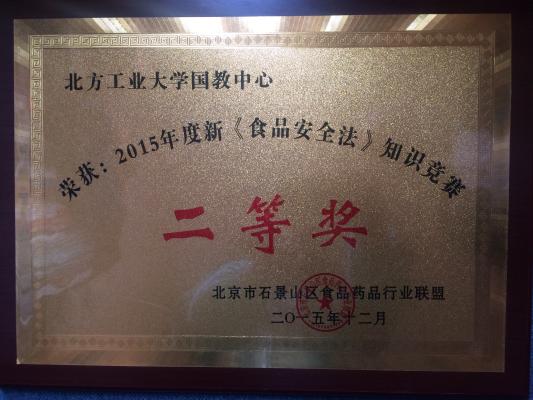 北方工业大学国教中心
荣获：2015年度新《食品安全法》知识竞赛
二等奖
北京市石景山区食品药品行业联盟
二〇一五年十二月